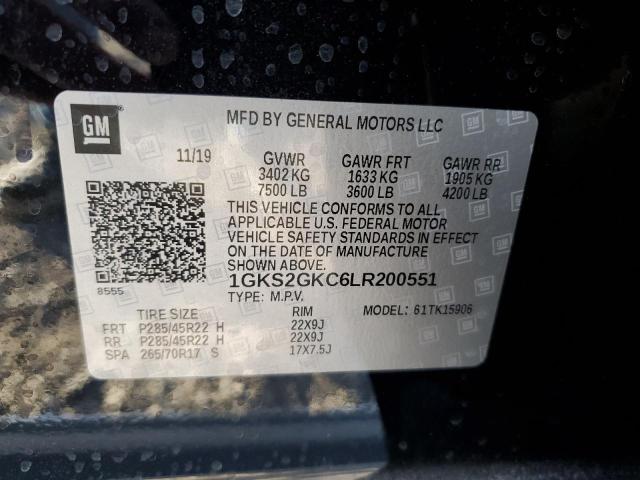 GM
MFD BY GENERAL MOTORS LLC
11/19 GVWR GAWR FRT GAWR RR
3402 KG 1633 KG 1905 KG
7500 LB 3600 LB 4200 LB
THIS VEHICLE CONFORMS TO ALL
APPLICABLE U.S. FEDERAL MOTOR
VEHICLE SAFETY STANDARDS IN EFFECT
ON THE DATE OF MANUFACTURE
SHOWN ABOVE.
8555 1GKS2GKC6LR200551
TYPE: M.P.V.
TIRE SIZE RIM MODEL: 61TK15906
FRT P285/45R22 H 22X9J
RR P285/45R22 H 22X9J
SPA 265/70R17 S 17X7.5J